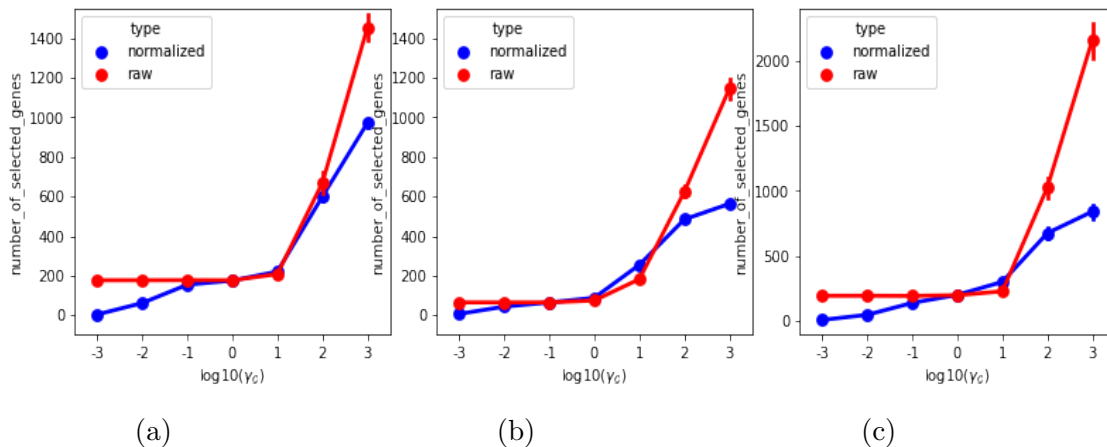 type
normalized
raw
number_of_selected_genes
1400
1200
1000
800
600
400
200
0
-3 -2 -1 0 1 2 3
log10(γ𝒢)
(a)
type
normalized
raw
number_of_selected_genes
1400
1200
1000
800
600
400
200
0
-3 -2 -1 0 1 2 3
log10(γ𝒢)
(b)
type
normalized
raw
number_of_selected_genes
2000
1500
1000
500
0
-3 -2 -1 0 1 2 3
log10(γ𝒢)
(c)